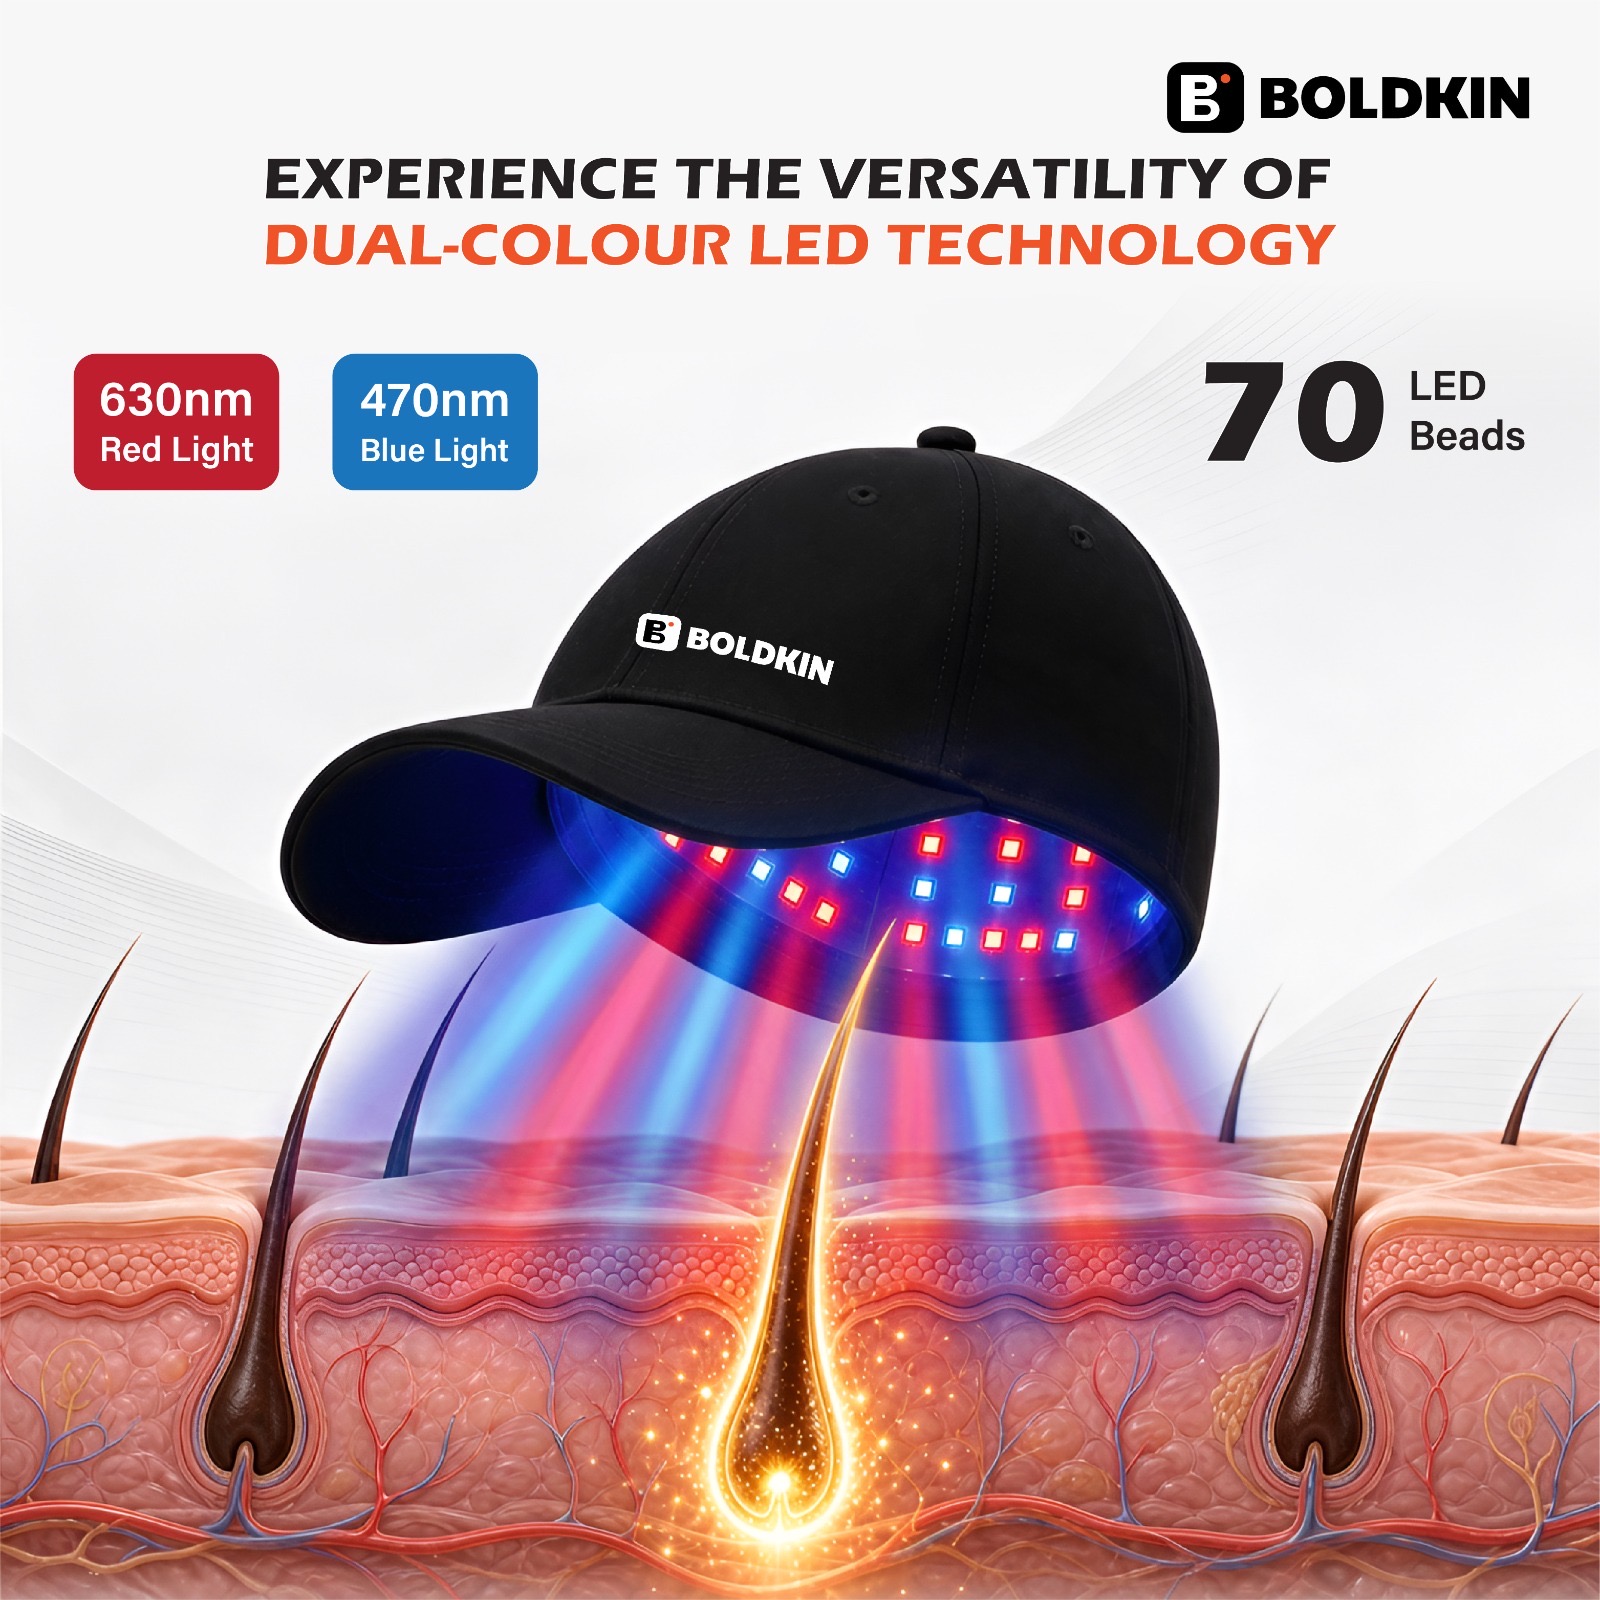 BOLDKIN
EXPERIENCE THE VERSATILITY OF
DUAL-COLOUR LED TECHNOLOGY
630nm
Red Light
470nm
Blue Light
70
LED
Beads
BOLDKIN